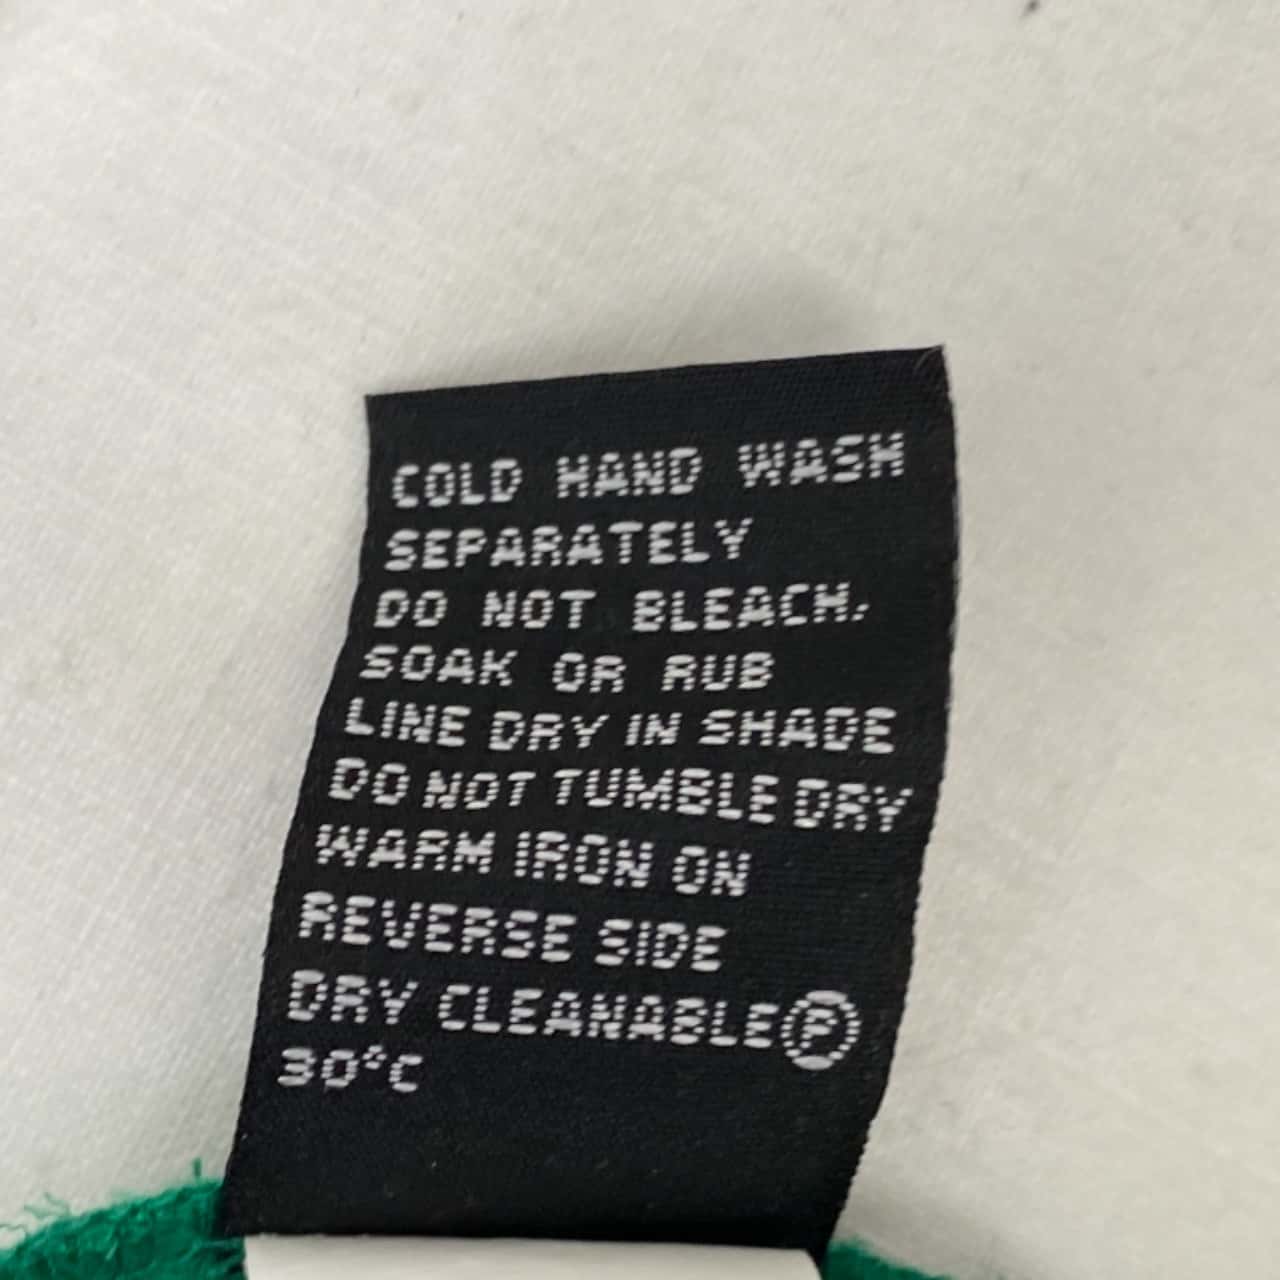 COLD HAND WASH
SEPARATELY
DO NOT BLEACH,
SOAK OR RUB
LINE DRY IN SHADE
DO NOT TUMBLE DRY
WARM IRON ON
REVERSE SIDE
DRY CLEANABLE Ⓟ
30°C